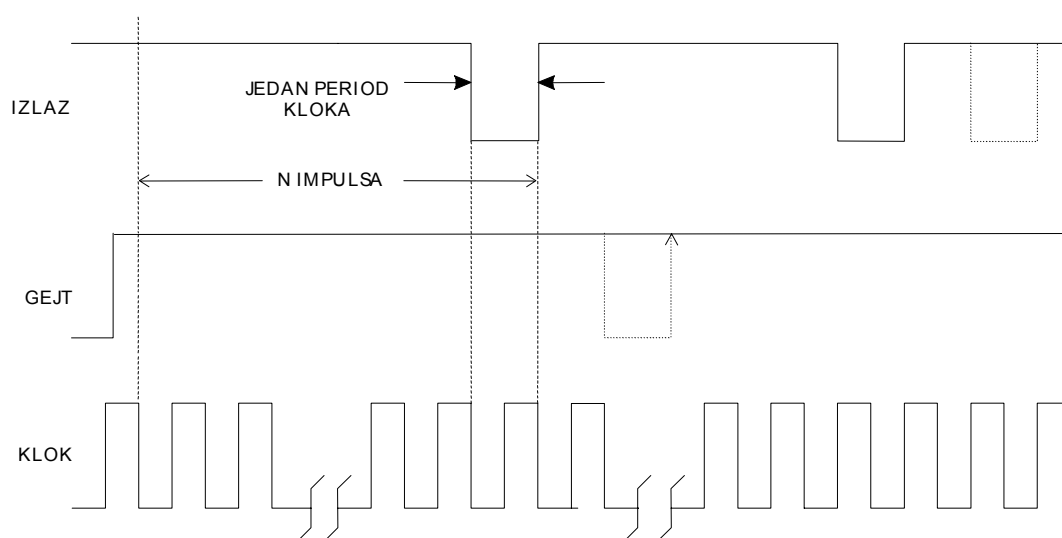 JEDAN PERIOD
KLOKA
IZLAZ
N IMPULSA
GEJT
KLOK